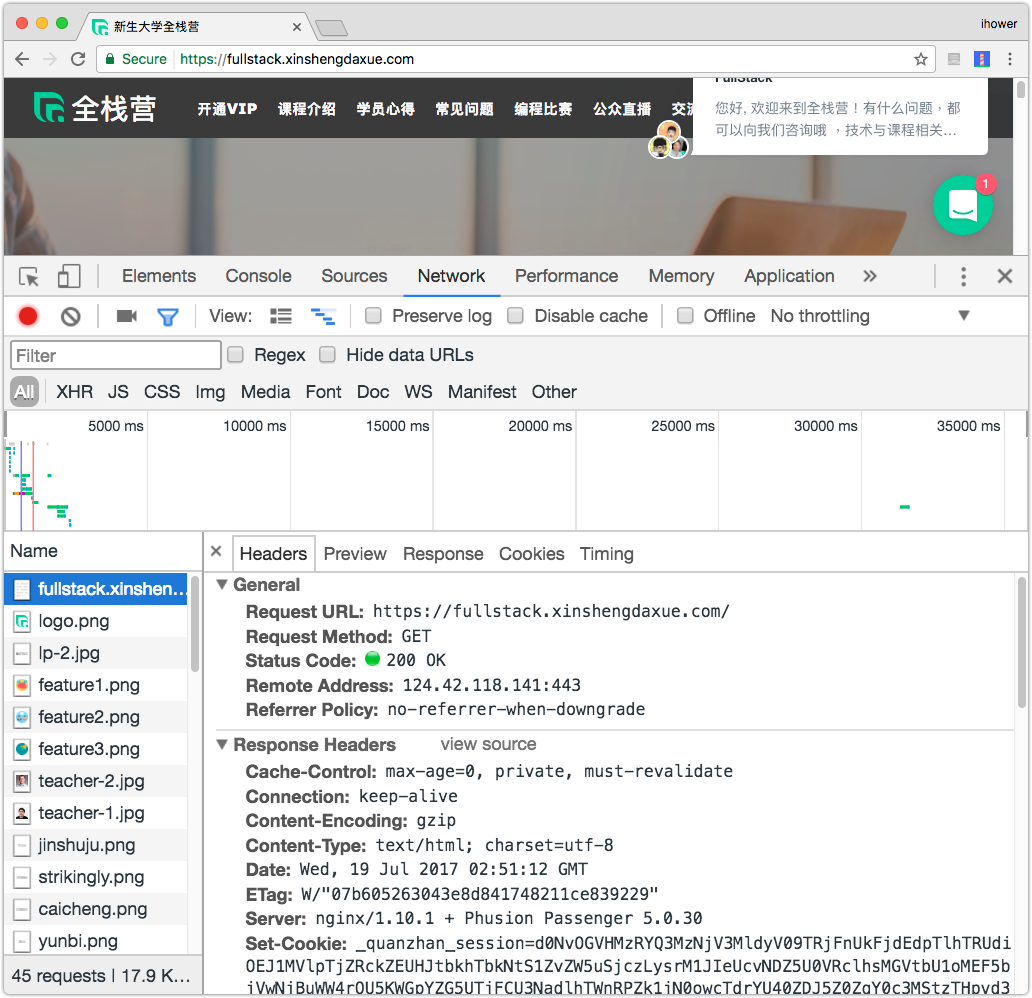 新生大学全栈营
ihower
Secure https://fullstack.xinshengdaxue.com
FullStack
全栈营 开通VIP 课程介绍 学员心得 常见问题 编程比赛 公众直播 交流
您好, 欢迎来到全栈营！有什么问题，都
可以向我们咨询哦 ，技术与课程相关...
1
Elements Console Sources Network Performance Memory Application
View: Preserve log Disable cache Offline No throttling
Filter Regex Hide data URLs
All XHR JS CSS Img Media Font Doc WS Manifest Other
5000 ms 10000 ms 15000 ms 20000 ms 25000 ms 30000 ms 35000 ms
Name
Headers Preview Response Cookies Timing
fullstack.xinshen...
logo.png
lp-2.jpg
feature1.png
feature2.png
feature3.png
teacher-2.jpg
teacher-1.jpg
jinshuju.png
strikingly.png
caicheng.png
yunbi.png
45 requests | 17.9 K...
General
Request URL: https://fullstack.xinshengdaxue.com/
Request Method: GET
Status Code: 200 OK
Remote Address: 124.42.118.141:443
Referrer Policy: no-referrer-when-downgrade
Response Headers view source
Cache-Control: max-age=0, private, must-revalidate
Connection: keep-alive
Content-Encoding: gzip
Content-Type: text/html; charset=utf-8
Date: Wed, 19 Jul 2017 02:51:12 GMT
ETag: W/"07b605263043e8d841748211ce839229"
Server: nginx/1.10.1 + Phusion Passenger 5.0.30
Set-Cookie: _quanzhan_session=d0NvOGVHMzRYQ3MzNjV3MldyV09TRjFnUkFjdEdpTlhTRUdi
OEJ1MVlpTjZRckZEUHJtbkhTbkNtS1ZvZW5uSjczLysrM1JIeUcvNDZ5U0VRclhsMGVtbU1oMEF5b